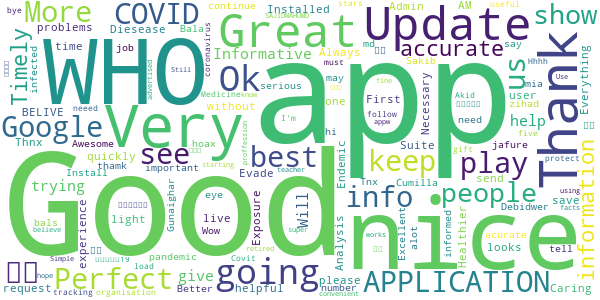 More
COVID
Great
Update
show
WHO
app
Good
nice
Very
Thank
Timely
problems
time
job
Diesease
Bala
Installed
Informative
continue
stars
Admin
AM
useful
bye
infected
Google
BELIVE
neeed
advertised
Still
coronavirus
Ok
serious
Always
accurate
us
say
user
zihad
help
Everything
Sakib
md
must
may
one
without
Medicine
know
I'm
hi
First
follow
appw
fine
Necessary
Akid
need
mia
Hhhh
Use
protect
Thnx
Awesome
hoax
quickly
thamk
see
best
keep
play
Suite
jafure
gift
five
Install
important
Evade
trying
proffession
starting
Endemic
Tnx
Cumilla
send
people
info
information
save
Debidwer
bals
believe
light
experience
Gunaighar
eye
live
Wow
Exposure
Will
teacher
super
retired
Analysis
works
Excellent
alot
informed
Healthier
acurate
looks
tell
using
facts
Perfect
pandemic
Covit
Simple
load
hope
request
tracking
organisation
give
Better
helpful
going
please
number
convenient
APPLICATION
Caring